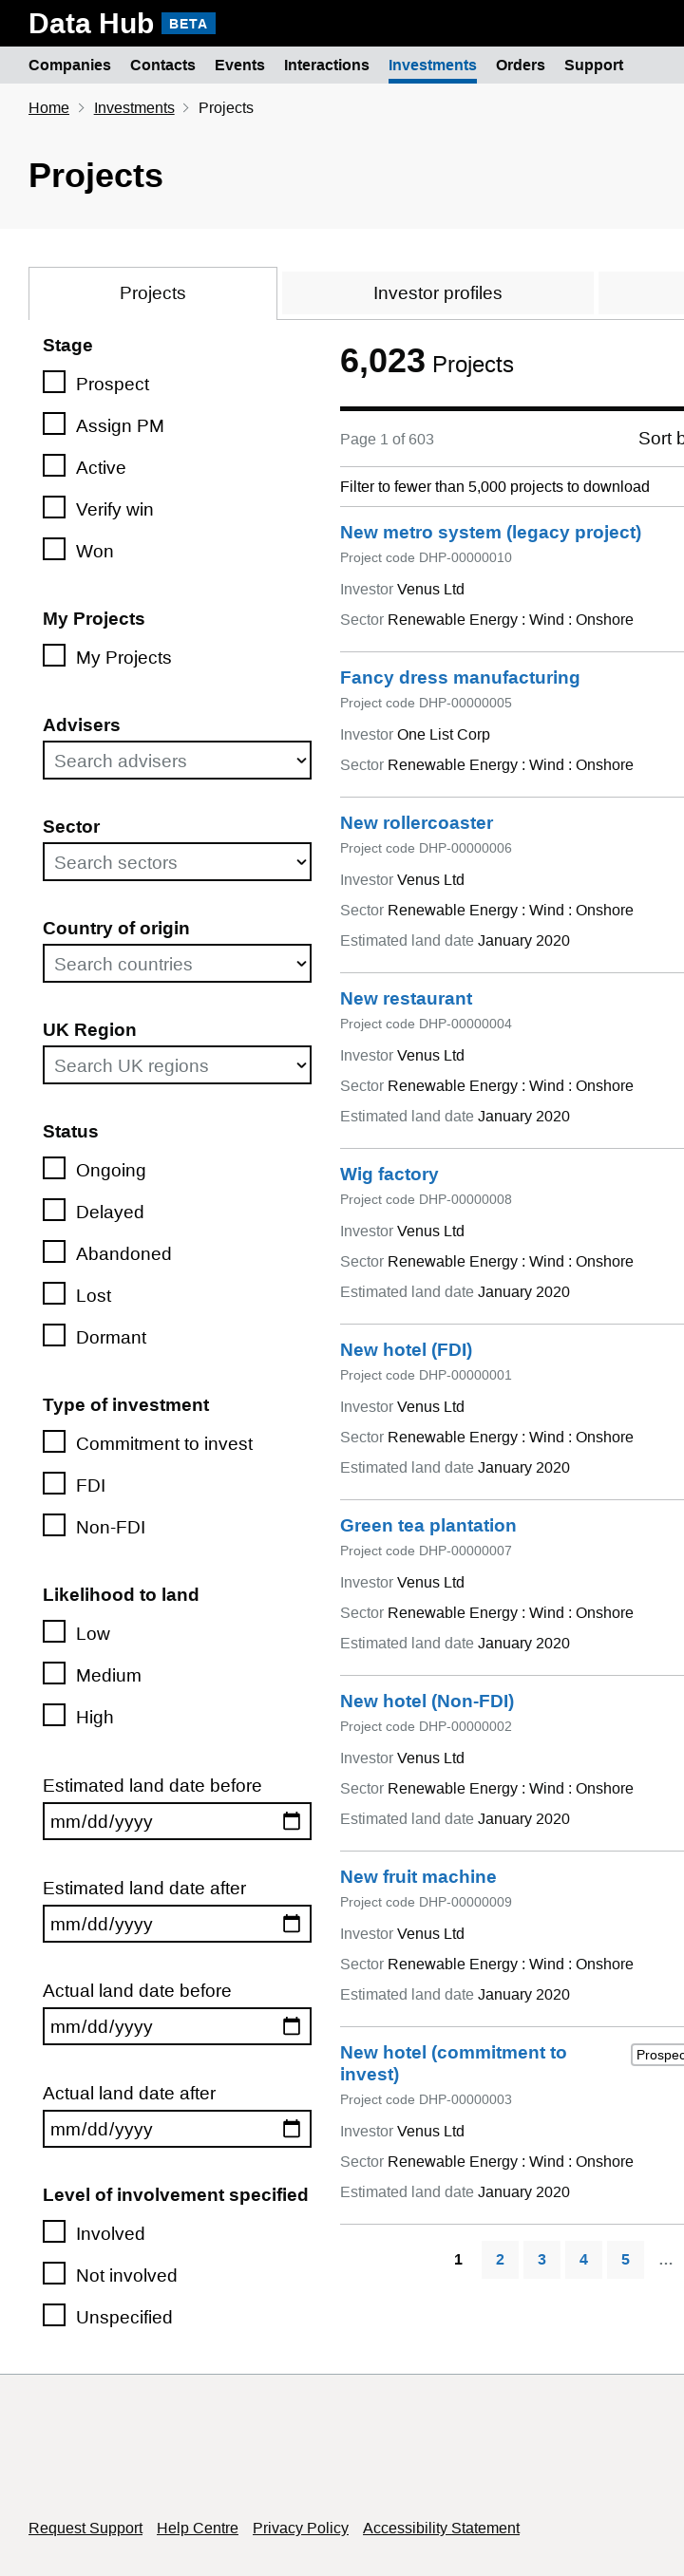 Data Hub BETA
Companies Contacts Events Interactions Investments Orders Support
Home Investments Projects
Projects
Projects Investor profiles
Stage
Prospect
Assign PM
Active
Verify win
Won
My Projects
My Projects
Advisers
Search advisers
Sector
Search sectors
Country of origin
Search countries
UK Region
Search UK regions
Status
Ongoing
Delayed
Abandoned
Lost
Dormant
Type of investment
Commitment to invest
FDI
Non-FDI
Likelihood to land
Low
Medium
High
Estimated land date before
mm/dd/yyyy
Estimated land date after
mm/dd/yyyy
Actual land date before
mm/dd/yyyy
Actual land date after
mm/dd/yyyy
Level of involvement specified
Involved
Not involved
Unspecified
6,023 Projects
Page 1 of 603
Sort
Filter to fewer than 5,000 projects to download
New metro system (legacy project)
Project code DHP-00000010
Investor Venus Ltd
Sector Renewable Energy : Wind : Onshore
Fancy dress manufacturing
Project code DHP-00000005
Investor One List Corp
Sector Renewable Energy : Wind : Onshore
New rollercoaster
Project code DHP-00000006
Investor Venus Ltd
Sector Renewable Energy : Wind : Onshore
Estimated land date January 2020
New restaurant
Project code DHP-00000004
Investor Venus Ltd
Sector Renewable Energy : Wind : Onshore
Estimated land date January 2020
Wig factory
Project code DHP-00000008
Investor Venus Ltd
Sector Renewable Energy : Wind : Onshore
Estimated land date January 2020
New hotel (FDI)
Project code DHP-00000001
Investor Venus Ltd
Sector Renewable Energy : Wind : Onshore
Estimated land date January 2020
Green tea plantation
Project code DHP-00000007
Investor Venus Ltd
Sector Renewable Energy : Wind : Onshore
Estimated land date January 2020
New hotel (Non-FDI)
Project code DHP-00000002
Investor Venus Ltd
Sector Renewable Energy : Wind : Onshore
Estimated land date January 2020
New fruit machine
Project code DHP-00000009
Investor Venus Ltd
Sector Renewable Energy : Wind : Onshore
Estimated land date January 2020
New hotel (commitment to
invest)
Project code DHP-00000003
Investor Venus Ltd
Sector Renewable Energy : Wind : Onshore
Estimated land date January 2020
1 2 3 4 5 …
Request Support Help Centre Privacy Policy Accessibility Statement